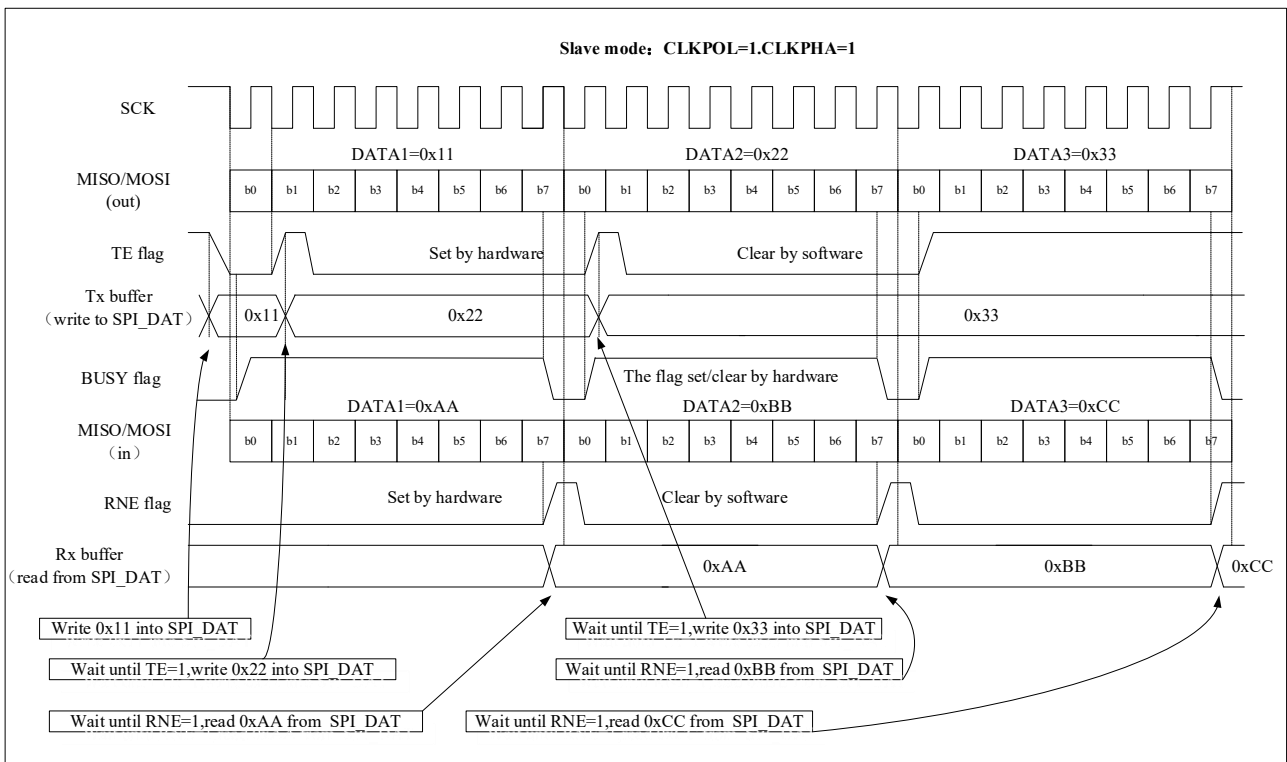 Slave mode：CLKPOL=1.CLKPHA=1
SCK
DATA1=0x11 DATA2=0x22 DATA3=0x33
MISO/MOSI
(out)
b0 b1 b2 b3 b4 b5 b6 b7 b0 b1 b2 b3 b4 b5 b6 b7 b0 b1 b2 b3 b4 b5 b6 b7
TE flag Set by hardware Clear by software
Tx buffer
（write to SPI_DAT） 0x11 0x22 0x33
BUSY flag The flag set/clear by hardware
DATA1=0xAA DATA2=0xBB DATA3=0xCC
MISO/MOSI
（in）
b0 b1 b2 b3 b4 b5 b6 b7 b0 b1 b2 b3 b4 b5 b6 b7 b0 b1 b2 b3 b4 b5 b6 b7
RNE flag Set by hardware Clear by software
Rx buffer
（read from SPI_DAT） 0xAA 0xBB 0xCC
Write 0x11 into SPI_DAT Wait until TE=1,write 0x33 into SPI_DAT
Wait until TE=1,write 0x22 into SPI_DAT Wait until RNE=1,read 0xBB from SPI_DAT
Wait until RNE=1,read 0xAA from SPI_DAT Wait until RNE=1,read 0xCC from SPI_DAT